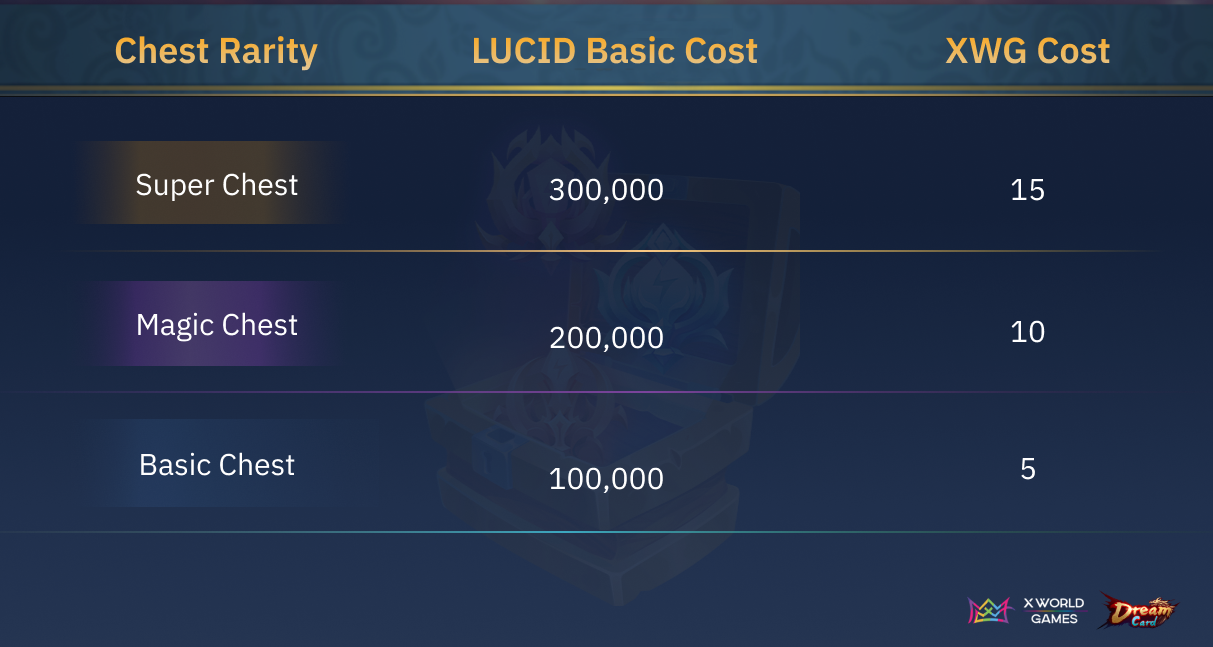 Chest Rarity LUCID Basic Cost XWG Cost
Super Chest 300,000 15
Magic Chest 200,000 10
Basic Chest 100,000 5
X WORLD
GAMES
Dream
Card